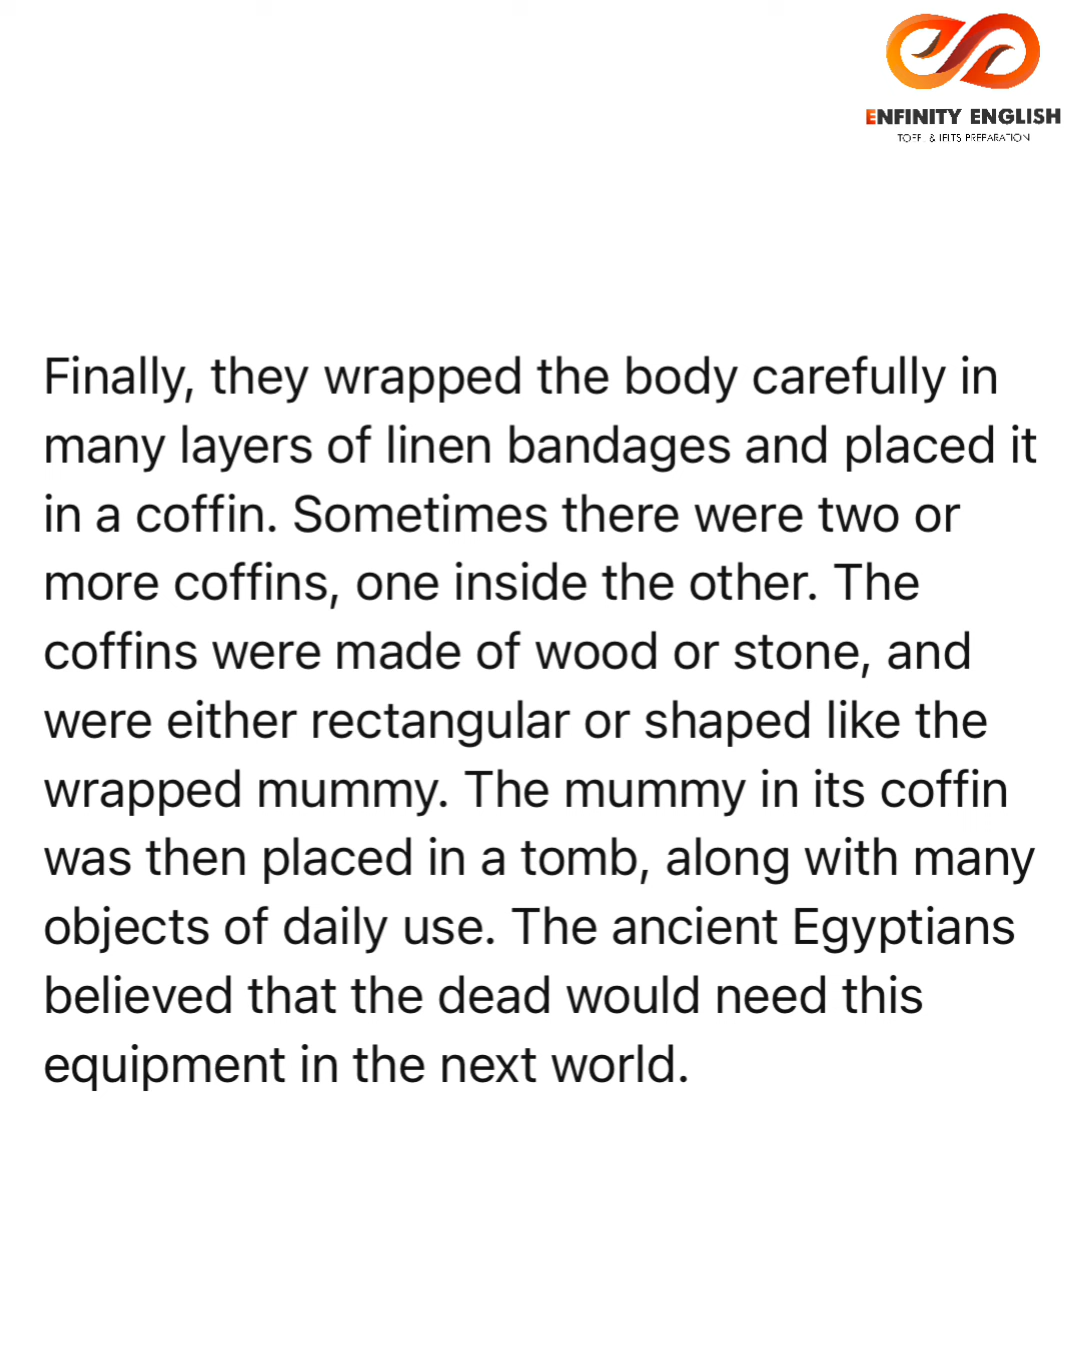 ENFINITY ENGLISH
TOEFL & IELTS PREPARATION
Finally, they wrapped the body carefully in
many layers of linen bandages and placed it
in a coffin. Sometimes there were two or
more coffins, one inside the other. The
coffins were made of wood or stone, and
were either rectangular or shaped like the
wrapped mummy. The mummy in its coffin
was then placed in a tomb, along with many
objects of daily use. The ancient Egyptians
believed that the dead would need this
equipment in the next world.